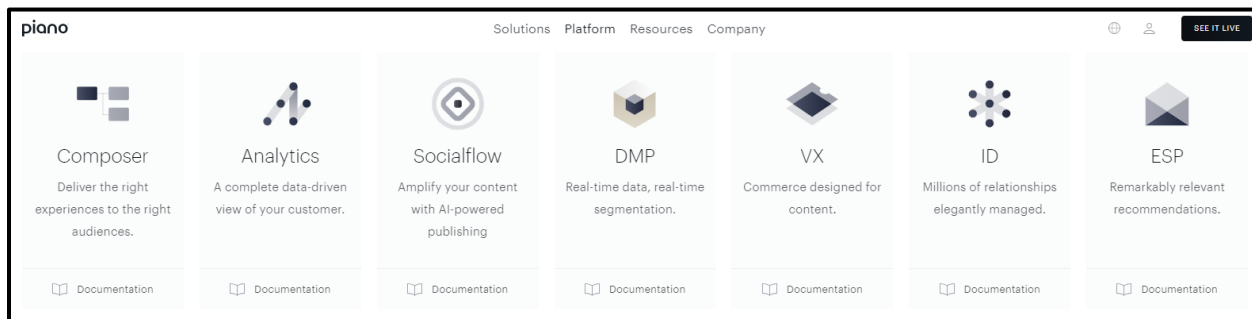 piano
Solutions Platform Resources Company
SEE IT LIVE
Composer
Deliver the right
experiences to the right
audiences.
Documentation
Analytics
A complete data-driven
view of your customer.
Documentation
Socialflow
Amplify your content
with AI-powered
publishing
Documentation
DMP
Real-time data, real-time
segmentation.
Documentation
VX
Commerce designed for
content.
Documentation
ID
Millions of relationships
elegantly managed.
Documentation
ESP
Remarkably relevant
recommendations.
Documentation